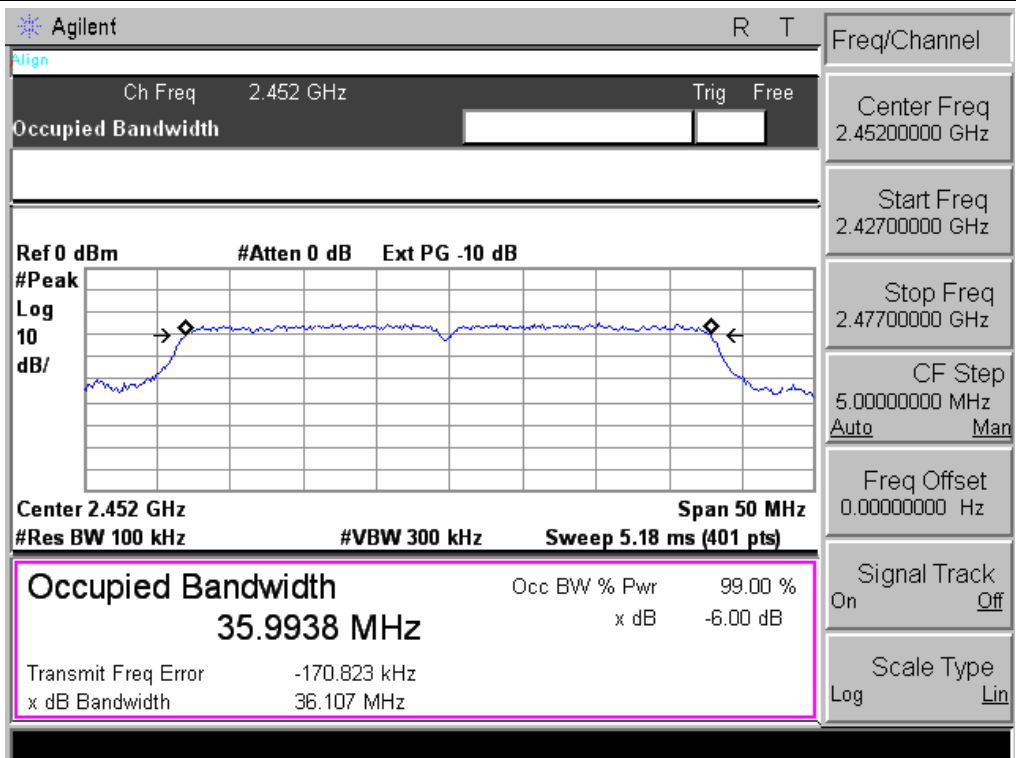 Agilent R T
Align
Ch Freq 2.452 GHz Trig Free
Occupied Bandwidth
Ref 0 dBm #Atten 0 dB Ext PG -10 dB
#Peak
Log
10
dB/
Center 2.452 GHz Span 50 MHz
#Res BW 100 kHz #VBW 300 kHz Sweep 5.18 ms (401 pts)
Occupied Bandwidth Occ BW % Pwr 99.00 %
35.9938 MHz x dB -6.00 dB
Transmit Freq Error -170.823 kHz
x dB Bandwidth 36.107 MHz
Freq/Channel
Center Freq
2.45200000 GHz
Start Freq
2.42700000 GHz
Stop Freq
2.47700000 GHz
CF Step
5.00000000 MHz
Auto Man
Freq Offset
0.00000000 Hz
Signal Track
On Off
Scale Type
Log Lin